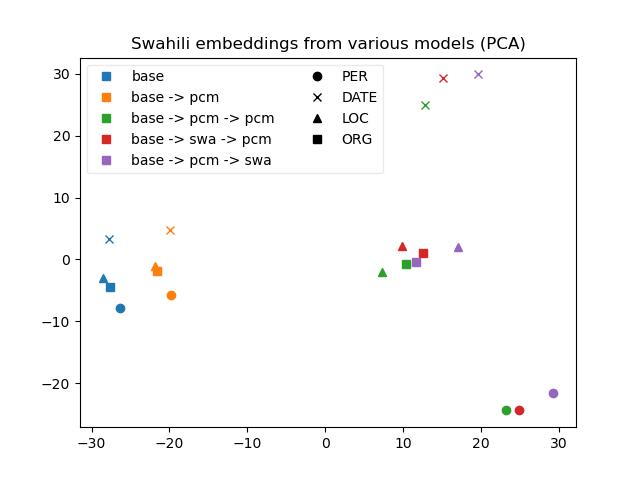 Swahili embeddings from various models (PCA)
base
base -> pcm
base -> pcm -> pcm
base -> swa -> pcm
base -> pcm -> swa
PER
DATE
LOC
ORG
30
20
10
0
−10
−20
−30
−20
−10
0
10
20
30